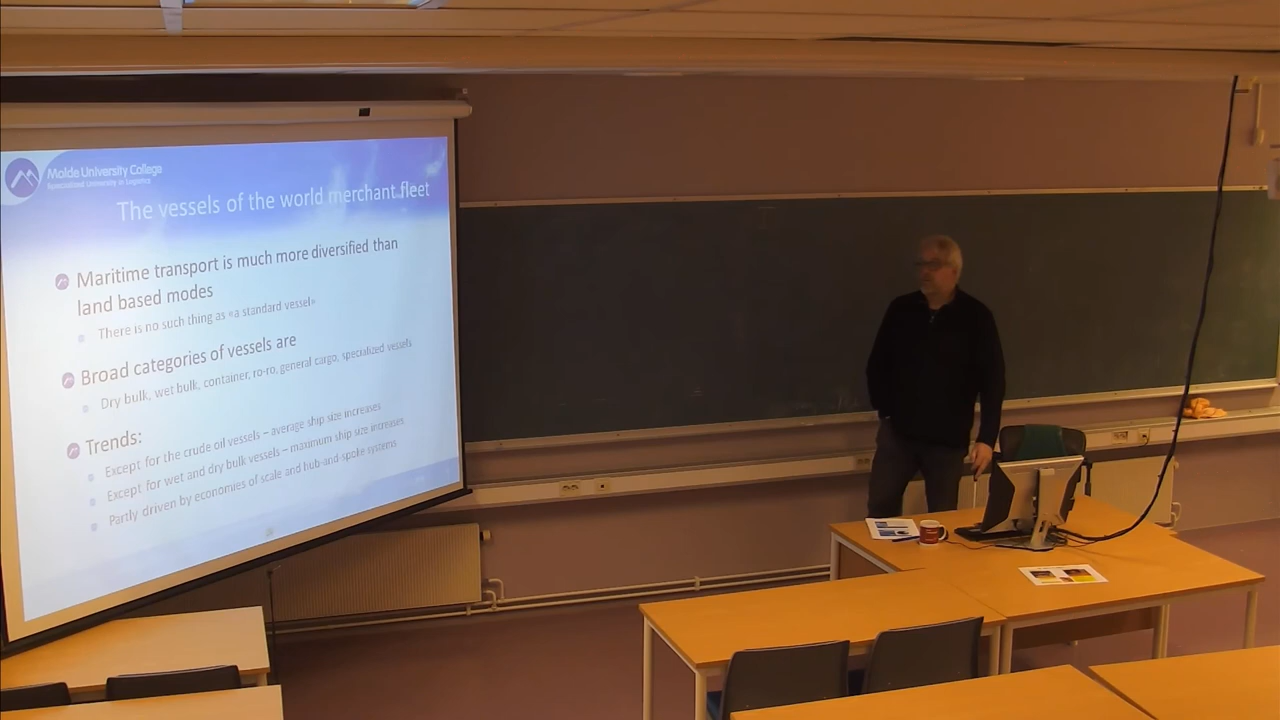 Molde University College
Specialized University in Logistics
The vessels of the world merchant fleet
Maritime transport is much more diversified than
land based modes
There is no such thing as «a standard vessel»
Broad categories of vessels are
Dry bulk, wet bulk, container, ro-ro, general cargo, specialized vessels
Trends:
Except for the crude oil vessels – average ship size increases
Except for wet and dry bulk vessels – maximum ship size increases
Partly driven by economies of scale and hub-and-spoke systems